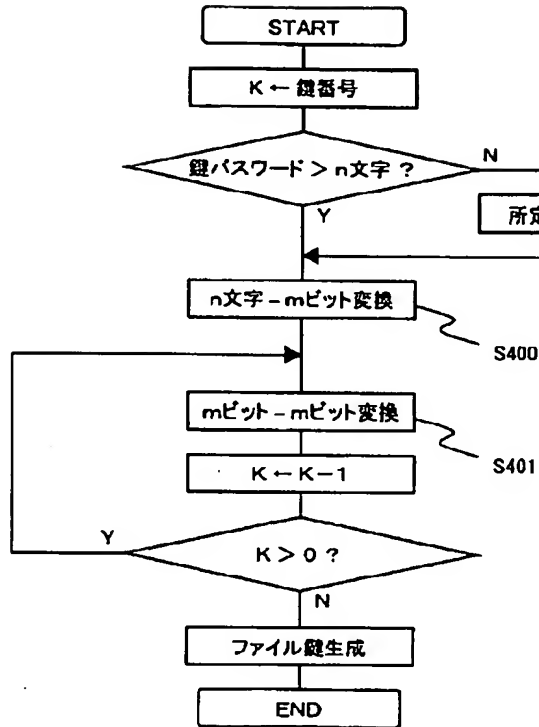 START
K ← 鍵番号
鍵パスワード > n文字 ?
N
Y
所定
n文字 – mビット変換
S400
mビット – mビット変換
S401
K ← K – 1
Y
K > 0 ?
N
ファイル鍵生成
END